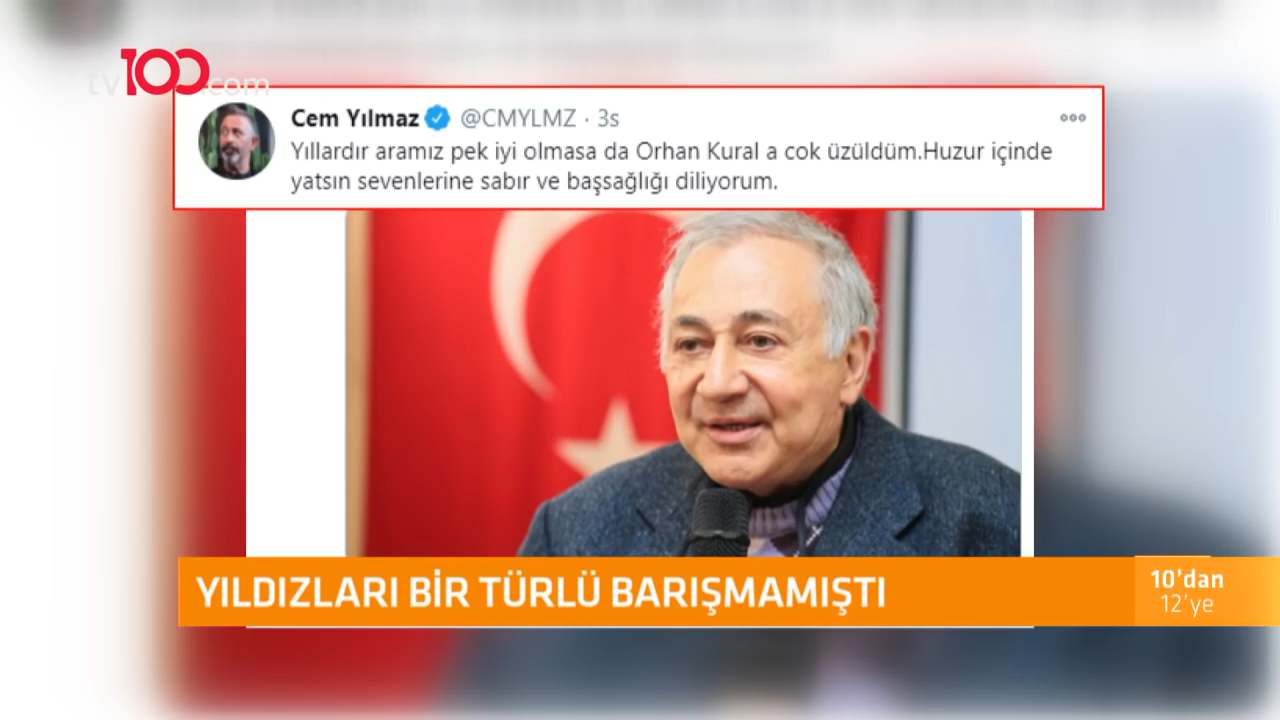 tv100.com
Cem Yılmaz @CMYLMZ · 3s
Yıllardır aramız pek iyi olmasa da Orhan Kural a cok üzüldüm.Huzur içinde
yatsın sevenlerine sabır ve başsağlığı diliyorum.
YILDIZLARI BİR TÜRLÜ BARIŞMAMIŞTI
10’dan
12’ye